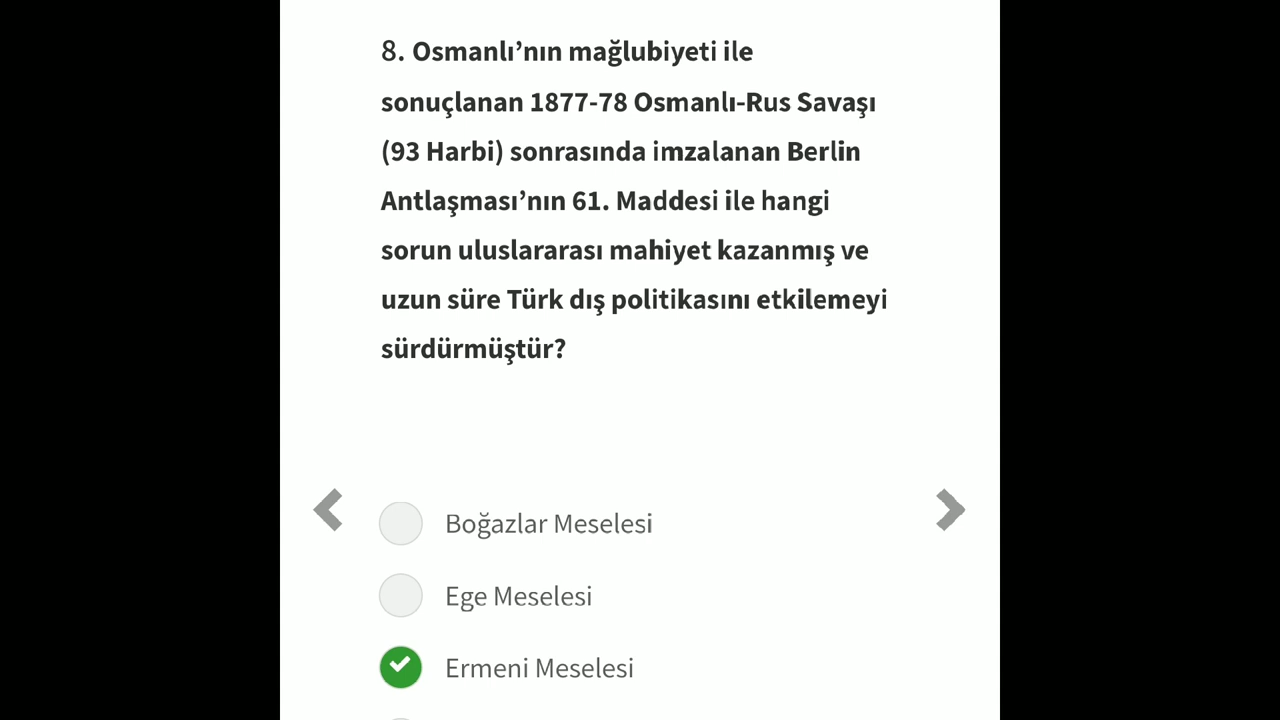 8. Osmanlı’nın mağlubiyeti ile
sonuçlanan 1877-78 Osmanlı-Rus Savaşı
(93 Harbi) sonrasında imzalanan Berlin
Antlaşması’nın 61. Maddesi ile hangi
sorun uluslararası mahiyet kazanmış ve
uzun süre Türk dış politikasını etkilemeyi
sürdürmüştür?
Boğazlar Meselesi
Ege Meselesi
Ermeni Meselesi